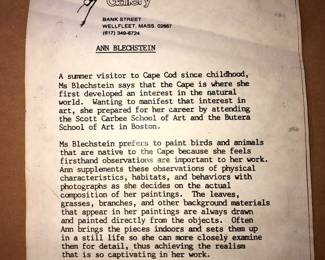 Gallery
BANK STREET
WELLFLEET, MASS. 02667
(617) 349-6724
ANN BLECHSTEIN
A summer visitor to Cape Cod since childhood,
Ms Blechstein says that the Cape is where she
first developed an interest in the natural
world. Wanting to manifest that interest in
art, she prepared for her career by attending
the Scott Carbee School of Art and the Butera
School of Art in Boston.
Ms Blechstein prefers to paint birds and animals
that are native to the Cape because she feels
firsthand observations are important to her work.
Ann supplements these observations of physical
characteristics, habitats, and behaviors with
photographs as she decides on the actual
composition of her paintings. The leaves,
grasses, branches, and other background materials
that appear in her paintings are always drawn
and painted directly from the objects. Often
Ann brings the pieces indoors and sets them up
in a still life so she can more closely examine
them for detail, thus achieving the realism
that is so captivating in her work.